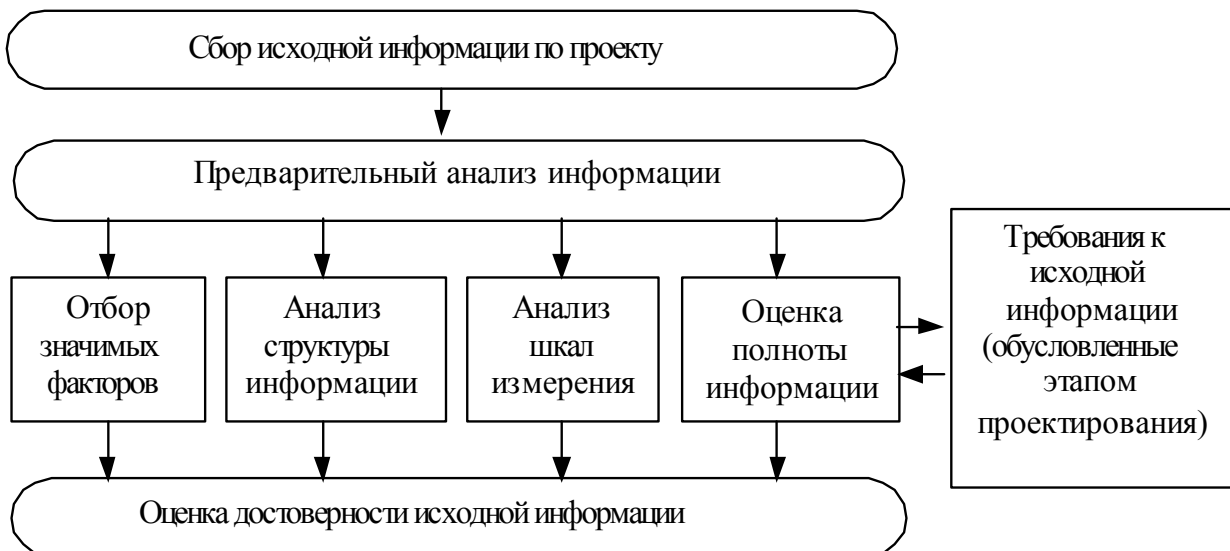 Сбор исходной информации по проекту
Предварительный анализ информации
Отбор
значимых
факторов
Анализ
структуры
информации
Анализ
шкал
измерения
Оценка
полноты
информации
Требования к
исходной
информации
(обусловленные
этапом
проектирования)
Оценка достоверности исходной информации